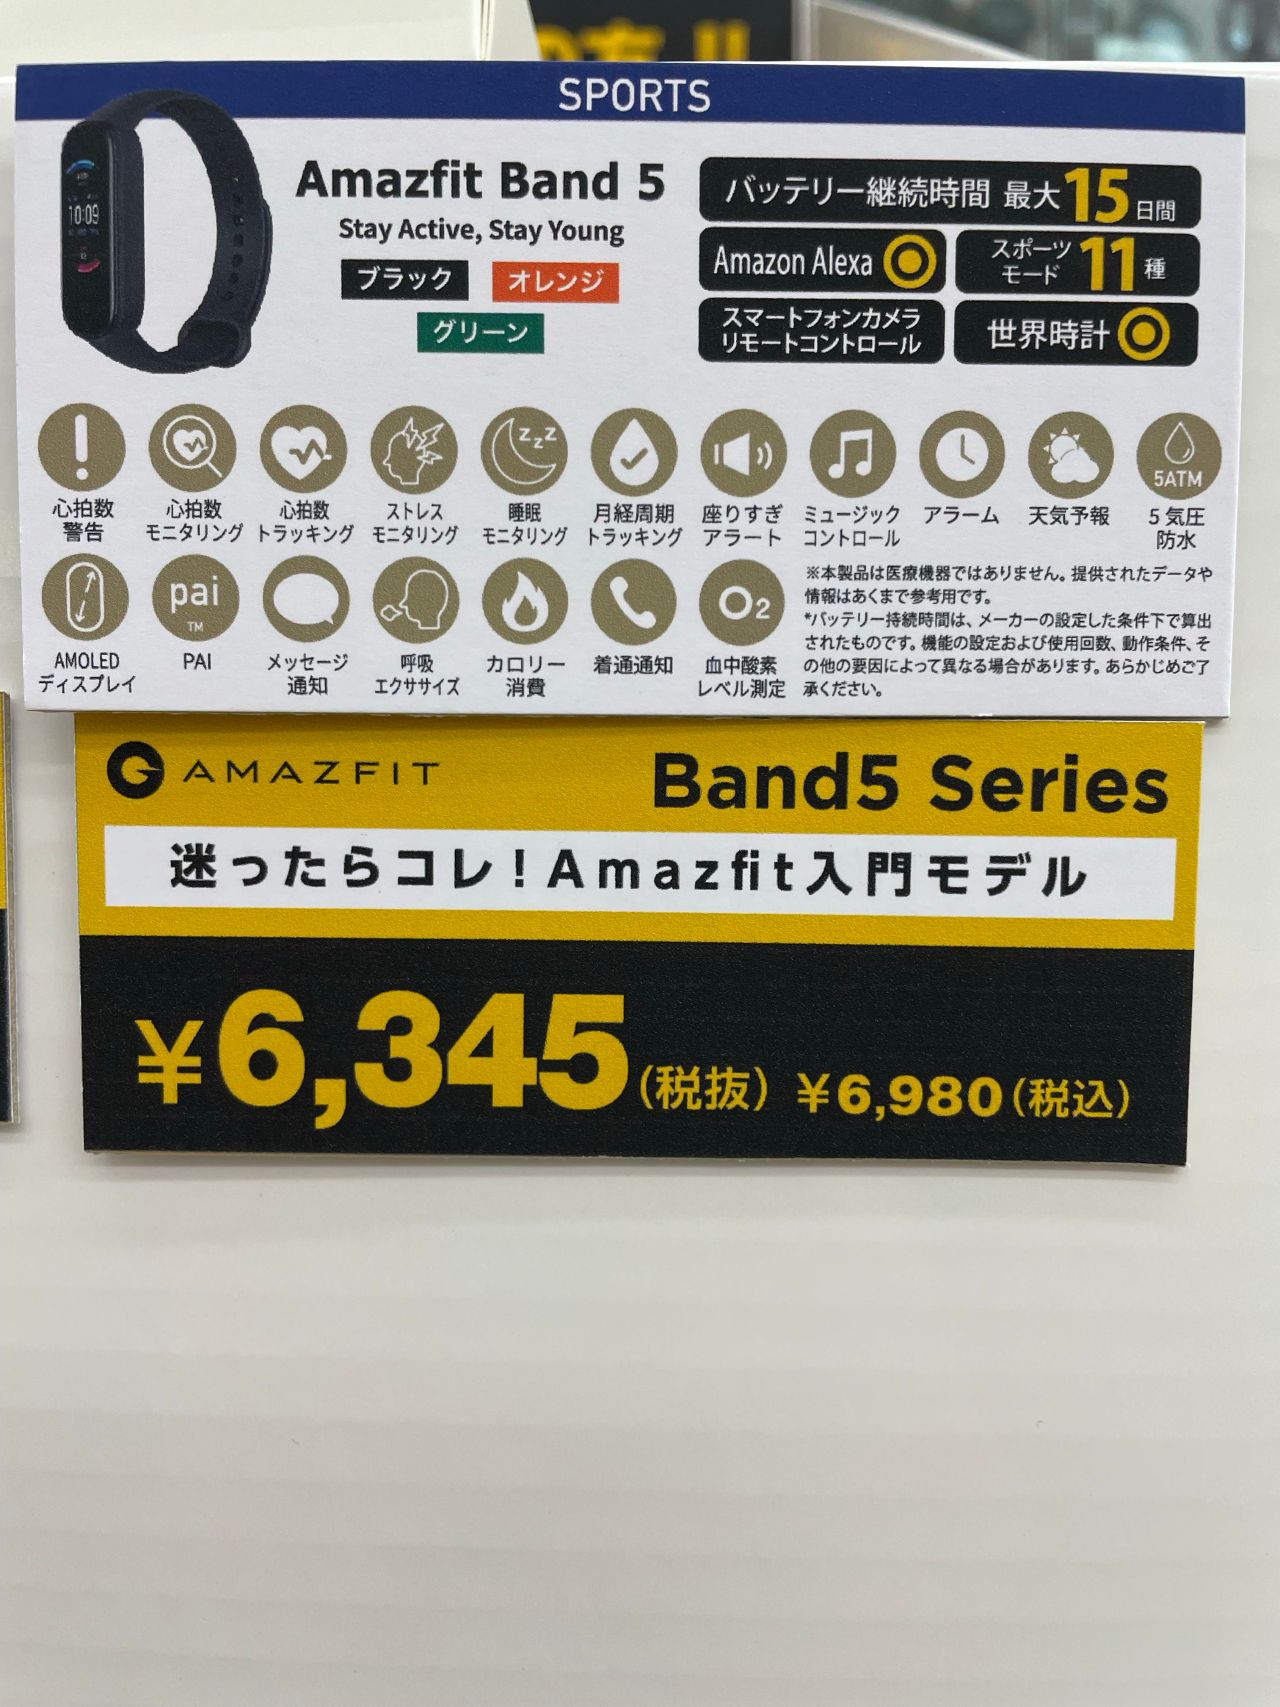 SPORTS
10:09
Amazfit Band 5
Stay Active, Stay Young
ブラック
オレンジ
グリーン
バッテリー継続時間 最大15日間
Amazon Alexa
スポーツ
モード 11種
スマートフォンカメラ
リモートコントロール
世界時計
心拍数
警告
心拍数
モニタリング
心拍数
トラッキング
ストレス
モニタリング
zzz
睡眠
モニタリング
月経周期
トラッキング
座りすぎ
アラート
ミュージック
コントロール
アラーム
天気予報
5ATM
5気圧
防水
AMOLED
ディスプレイ
pai
TM
PAI
メッセージ
通知
呼吸
エクササイズ
カロリー
消費
着通通知
O2
血中酸素
レベル測定
※本製品は医療機器ではありません。提供されたデータや
情報はあくまで参考用です。
*バッテリー持続時間は、メーカーの設定した条件下で算出
されたものです。機能の設定および使用回数、動作条件、そ
の他の要因によって異なる場合があります。あらかじめご了
承ください。
AMAZFIT
Band5 Series
迷ったらコレ!Amazfit入門モデル
¥6,345(税抜) ¥6,980(税込)